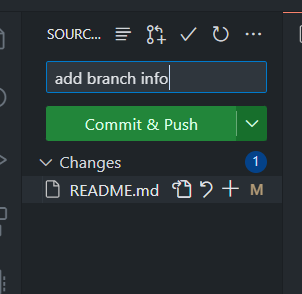 SOURC...
add branch info
Commit & Push
Changes 1
README.md M